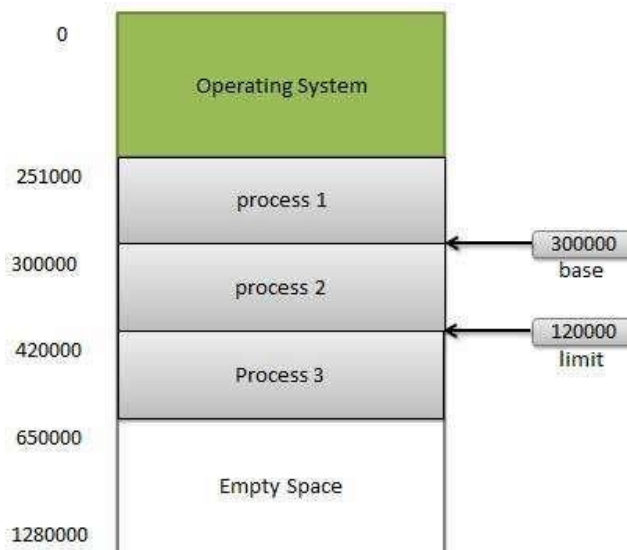 0
Operating System
251000
process 1
300000
base
300000
process 2
120000
limit
420000
Process 3
650000
Empty Space
1280000